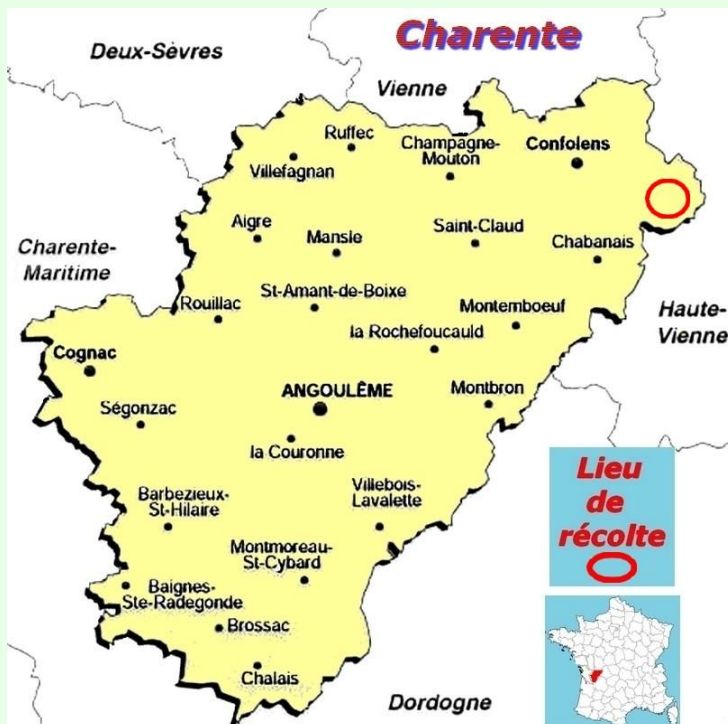 Charente
Deux-Sèvres
Vienne
Ruffec
Villefagnan
Champagne-
Mouton
Confolens
Aigre
Mansle
Saint-Claud
Chabanais
Charente-
Maritime
Rouillac
St-Amant-de-Boixe
Montemboeuf
Haute-
Vienne
la Rochefoucauld
Cognac
ANGOULÊME
Montbron
Ségonzac
la Couronne
Lieu
de
récolte
Barbezieux-
St-Hilaire
Villebois-
Lavalette
Montmoreau-
St-Cybard
Baignes-
Ste-Radegonde
Brossac
Chalais
Dordogne